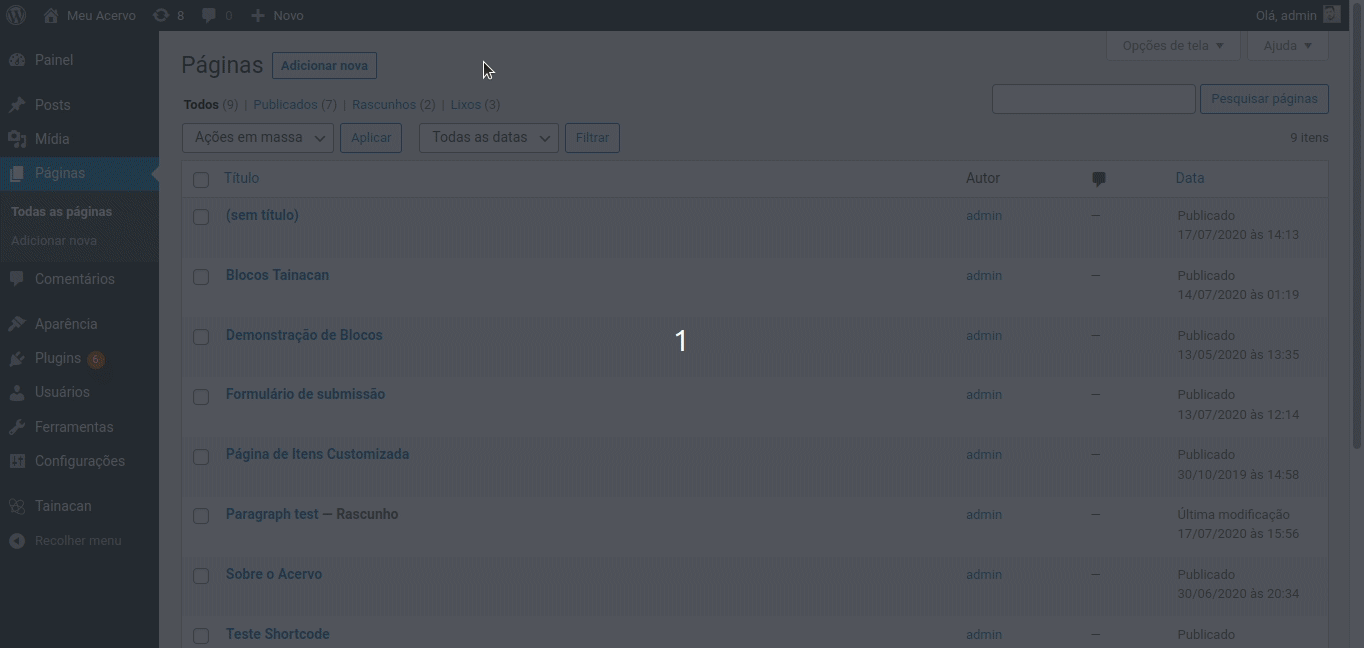 Meu Acervo 8 0 Novo Olá, admin
Painel
Posts
Mídia
Páginas
Todas as páginas
Adicionar nova
Comentários
Aparência
Plugins 6
Usuários
Ferramentas
Configurações
Tainacan
Recolher menu
Opções de tela Ajuda
Páginas Adicionar nova
Todos (9) | Publicados (7) | Rascunhos (2) | Lixos (3)
Pesquisar páginas
Ações em massa Aplicar Todas as datas Filtrar 9 itens
Título Autor Data
(sem título) admin — Publicado
17/07/2020 às 14:13
Blocos Tainacan admin — Publicado
14/07/2020 às 01:19
Demonstração de Blocos admin — Publicado
13/05/2020 às 13:35
1
Formulário de submissão admin — Publicado
13/07/2020 às 12:14
Página de Itens Customizada admin — Publicado
30/10/2019 às 14:58
Paragraph test — Rascunho admin — Última modificação
17/07/2020 às 15:56
Sobre o Acervo admin — Publicado
30/06/2020 às 20:34
Teste Shortcode admin — Publicado